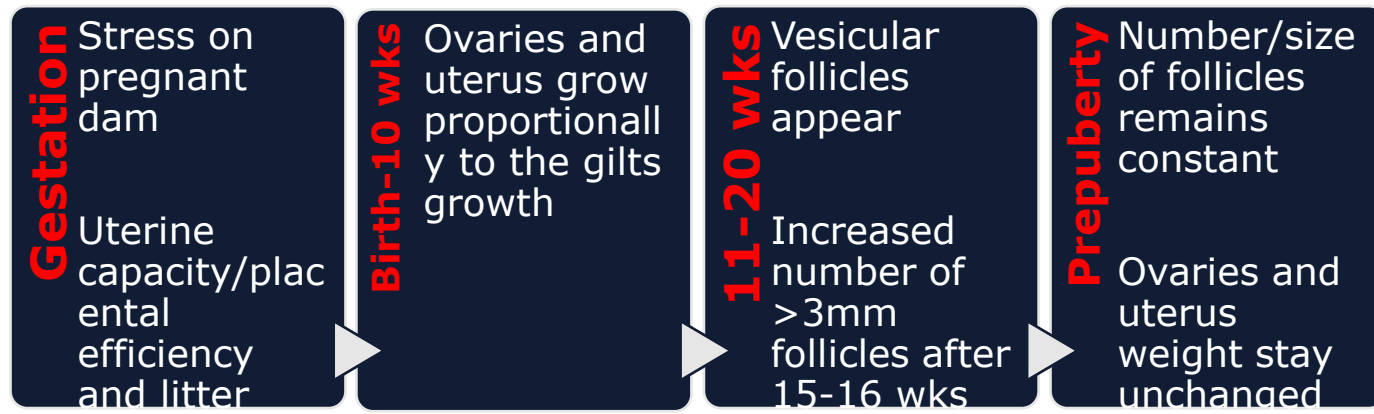 Gestation
Stress on
pregnant
dam
Uterine
capacity/plac
ental
efficiency
and litter
Birth-10 wks
Ovaries and
uterus grow
proportionall
y to the gilts
growth
11-20 wks
Vesicular
follicles
appear
Increased
number of
>3mm
follicles after
15-16 wks
Prepuberty
Number/size
of follicles
remains
constant
Ovaries and
uterus
weight stay
unchanged